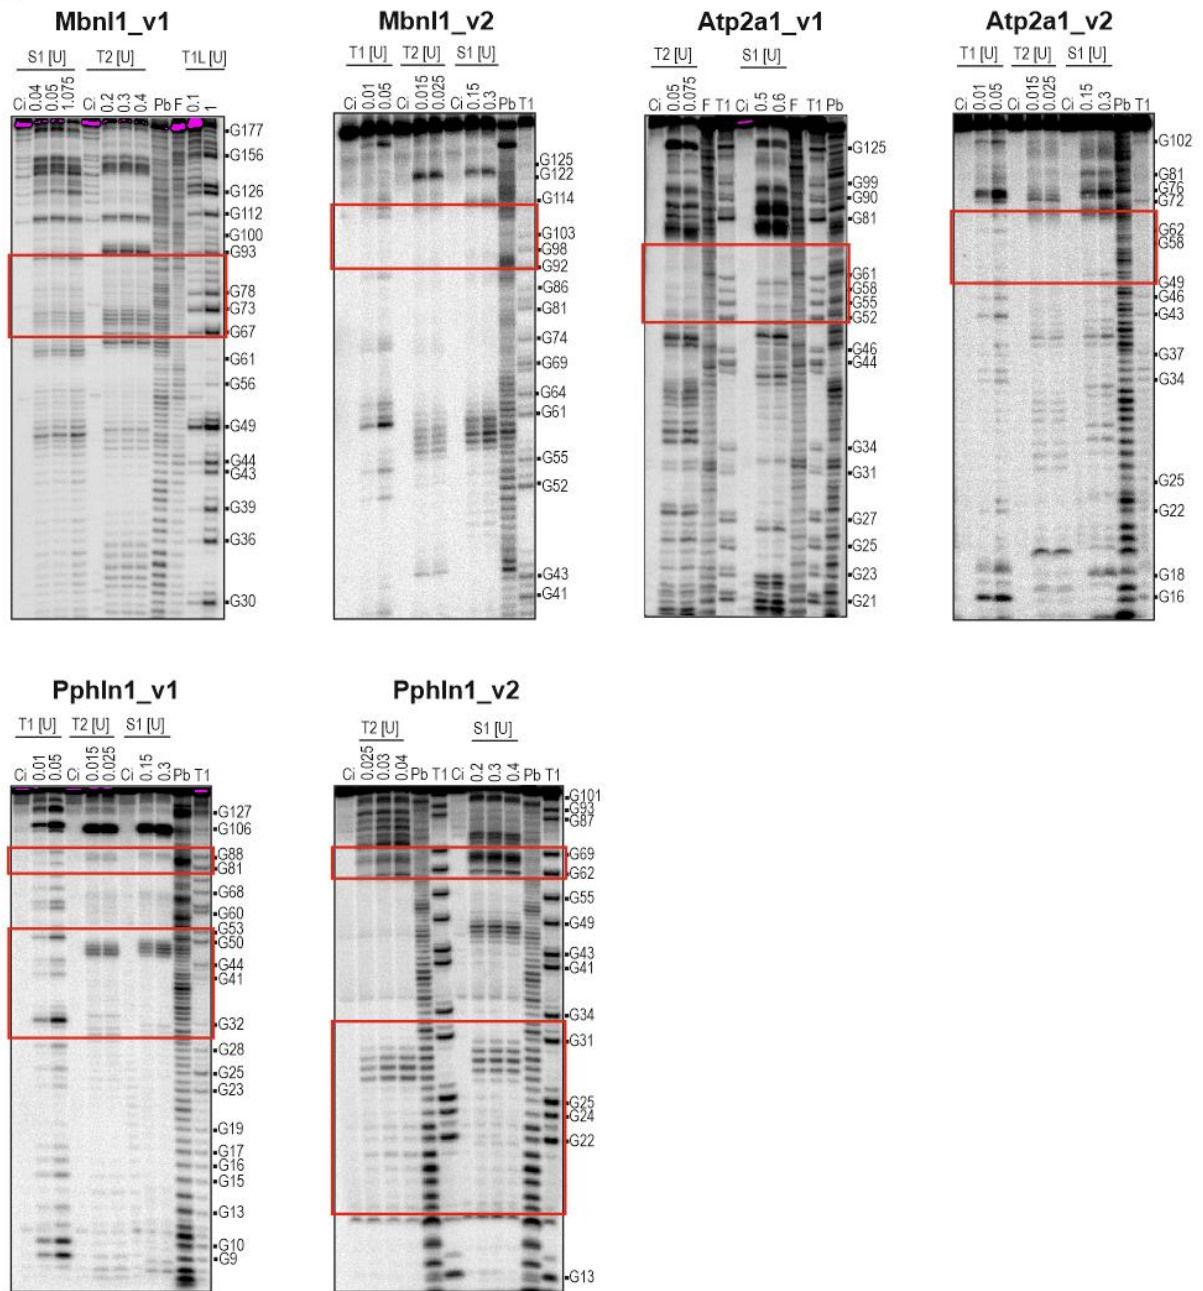 Mbnl1_v1
S1 [U] T2 [U] T1L [U]
Ci 0.04 0.05 1.075 Ci 0.2 0.3 0.4 Pb F 0.1 1
G177
G156
G126
G112
G100
G93
G78
G73
G67
G61
G56
G49
G44
G43
G39
G36
G30
Mbnl1_v2
T1 [U] T2 [U] S1 [U]
Ci 0.01 0.05 Ci 0.015 0.025 Ci 0.15 0.3 Pb T1
G125
G122
G114
G103
G98
G92
G86
G81
G74
G69
G64
G61
G55
G52
G43
G41
Atp2a1_v1
T2 [U] S1 [U]
Ci 0.05 0.075 F T1 Ci 0.5 0.6 F T1 Pb
G125
G99
G90
G81
G61
G58
G55
G52
G46
G44
G34
G31
G27
G25
G23
G21
Atp2a1_v2
T1 [U] T2 [U] S1 [U]
Ci 0.01 0.05 Ci 0.015 0.025 Ci 0.15 0.3 Pb T1
G102
G81
G76
G72
G62
G58
G49
G46
G43
G37
G34
G25
G22
G18
G16
Pphln1_v1
T1 [U] T2 [U] S1 [U]
Ci 0.01 0.05 Ci 0.015 0.025 Ci 0.15 0.3 Pb T1
G127
G106
G88
G81
G68
G60
G53
G50
G44
G41
G32
G28
G25
G23
G19
G17
G16
G15
G13
G10
G9
Pphln1_v2
T2 [U] S1 [U]
Ci 0.025 0.03 0.04 Pb T1 Ci 0.2 0.3 0.4 Pb T1
G101
G93
G87
G69
G62
G55
G49
G43
G41
G34
G31
G25
G24
G22
G13